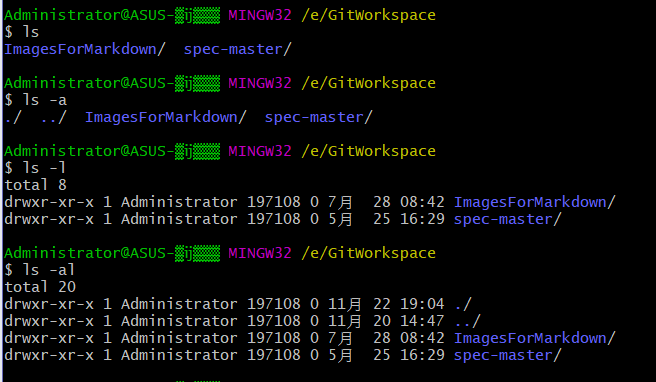 Administrator@ASUS-▒ij▒▒▒ MINGW32 /e/GitWorkspace
$ ls
ImagesForMarkdown/  spec-master/
Administrator@ASUS-▒ij▒▒▒ MINGW32 /e/GitWorkspace
$ ls -a
./  ../  ImagesForMarkdown/  spec-master/
Administrator@ASUS-▒ij▒▒▒ MINGW32 /e/GitWorkspace
$ ls -l
total 8
drwxr-xr-x 1 Administrator 197108 0 7月  28 08:42 ImagesForMarkdown/
drwxr-xr-x 1 Administrator 197108 0 5月  25 16:29 spec-master/
Administrator@ASUS-▒ij▒▒▒ MINGW32 /e/GitWorkspace
$ ls -al
total 20
drwxr-xr-x 1 Administrator 197108 0 11月 22 19:04 ./
drwxr-xr-x 1 Administrator 197108 0 11月 20 14:47 ../
drwxr-xr-x 1 Administrator 197108 0 7月  28 08:42 ImagesForMarkdown/
drwxr-xr-x 1 Administrator 197108 0 5月  25 16:29 spec-master/